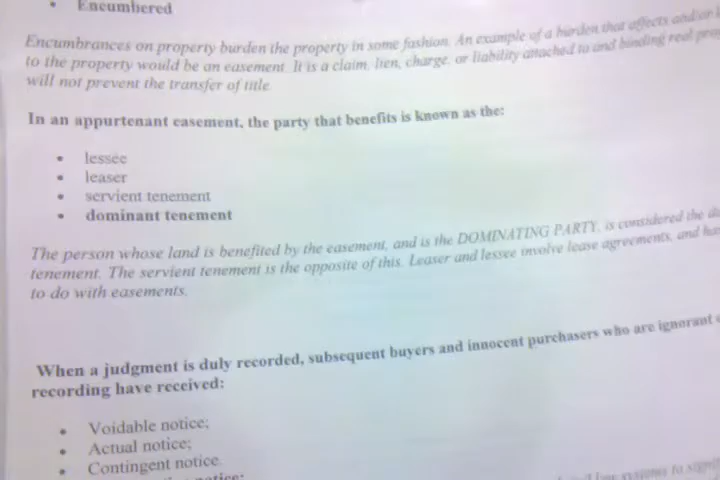 • Encumbered
Encumbrances on property burden the property in some fashion. An example of a burden that affects and/or
to the property would be an easement. It is a claim, lien, charge, or liability attached to and binding real
will not prevent the transfer of title.
In an appurtenant easement, the party that benefits is known as the:
• lessee
• leaser
• servient tenement
• dominant tenement
The person whose land is benefited by the easement, and is the DOMINATING PARTY, is considered the
tenement. The servient tenement is the opposite of this. Leaser and lessee involve lease agreements, and
to do with easements.
When a judgment is duly recorded, subsequent buyers and innocent purchasers who are ignorant
recording have received:
• Voidable notice;
• Actual notice;
• Contingent notice.
notice;
systems to